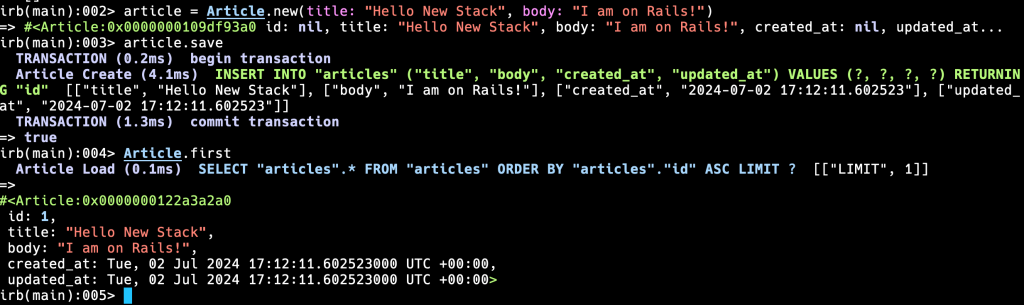 irb(main):002> article = Article.new(title: "Hello New Stack", body: "I am on Rails!")
=> #<Article:0x0000000109df93a0 id: nil, title: "Hello New Stack", body: "I am on Rails!", created_at: nil, updated_at...
irb(main):003> article.save
  TRANSACTION (0.2ms)  begin transaction
  Article Create (4.1ms)  INSERT INTO "articles" ("title", "body", "created_at", "updated_at") VALUES (?, ?, ?, ?) RETURNIN
G "id"  [["title", "Hello New Stack"], ["body", "I am on Rails!"], ["created_at", "2024-07-02 17:12:11.602523"], ["updated_
at", "2024-07-02 17:12:11.602523"]]
  TRANSACTION (1.3ms)  commit transaction
=> true
irb(main):004> Article.first
  Article Load (0.1ms)  SELECT "articles".* FROM "articles" ORDER BY "articles"."id" ASC LIMIT ?  [["LIMIT", 1]]
=>
#<Article:0x0000000122a3a2a0
 id: 1,
 title: "Hello New Stack",
 body: "I am on Rails!",
 created_at: Tue, 02 Jul 2024 17:12:11.602523000 UTC +00:00,
 updated_at: Tue, 02 Jul 2024 17:12:11.602523000 UTC +00:00>
irb(main):005>